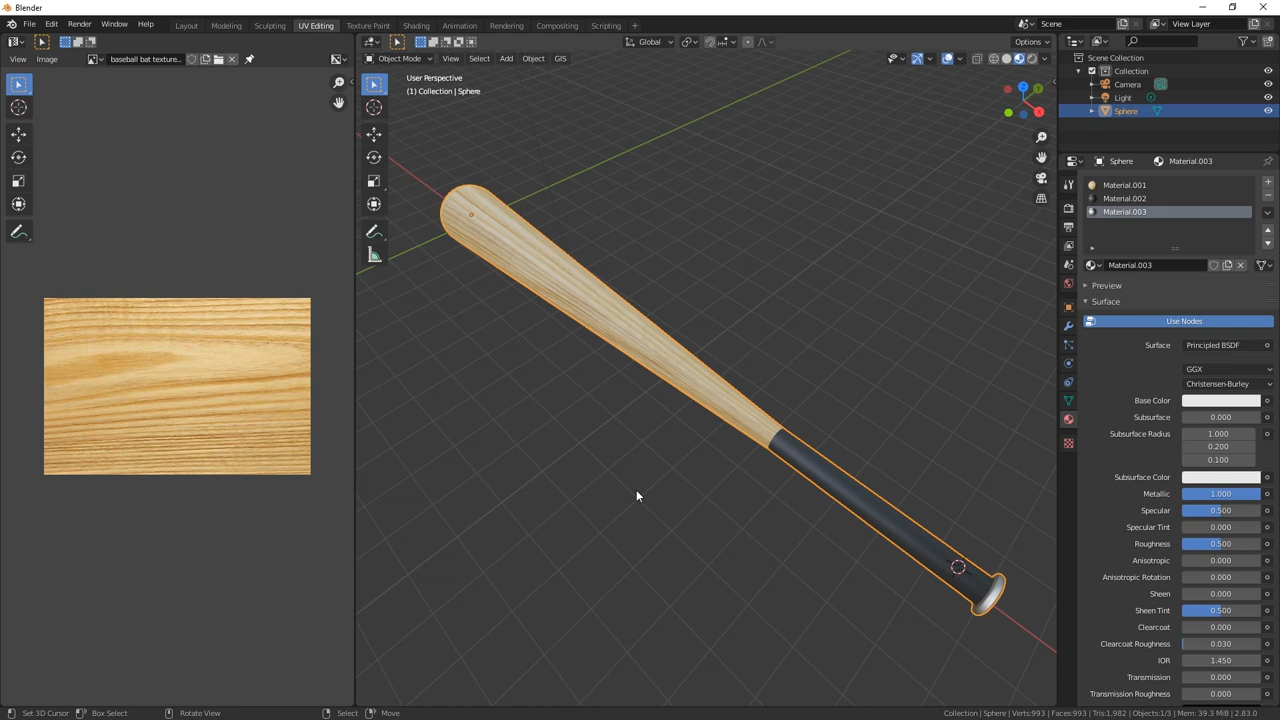 Blender
File Edit Render Window Help Layout Modeling Sculpting UV Editing Texture Paint Shading Animation Rendering Compositing Scripting + Scene View Layer
Global Options
View Image baseball bat texture... Object Mode View Select Add Object GIS
User Perspective
(1) Collection | Sphere
Scene Collection
Collection
Camera
Light
Sphere
Sphere Material.003
Material.001
Material.002
Material.003
Material.003
Preview
Surface
Use Nodes
Surface Principled BSDF
GGX
Christensen-Burley
Base Color
Subsurface 0.000
Subsurface Radius 1.000
0.200
0.100
Subsurface Color
Metallic 1.000
Specular 0.500
Specular Tint 0.000
Roughness 0.500
Anisotropic 0.000
Anisotropic Rotation 0.000
Sheen 0.000
Sheen Tint 0.500
Clearcoat 0.000
Clearcoat Roughness 0.030
IOR 1.450
Transmission 0.000
Transmission Roughness 0.000
Set 3D Cursor Box Select Rotate View Select Move Collection | Sphere | Verts:993 | Faces:993 | Tris:1,982 | Objects:1/3 | Mem: 39.3 MiB | 2.83.0